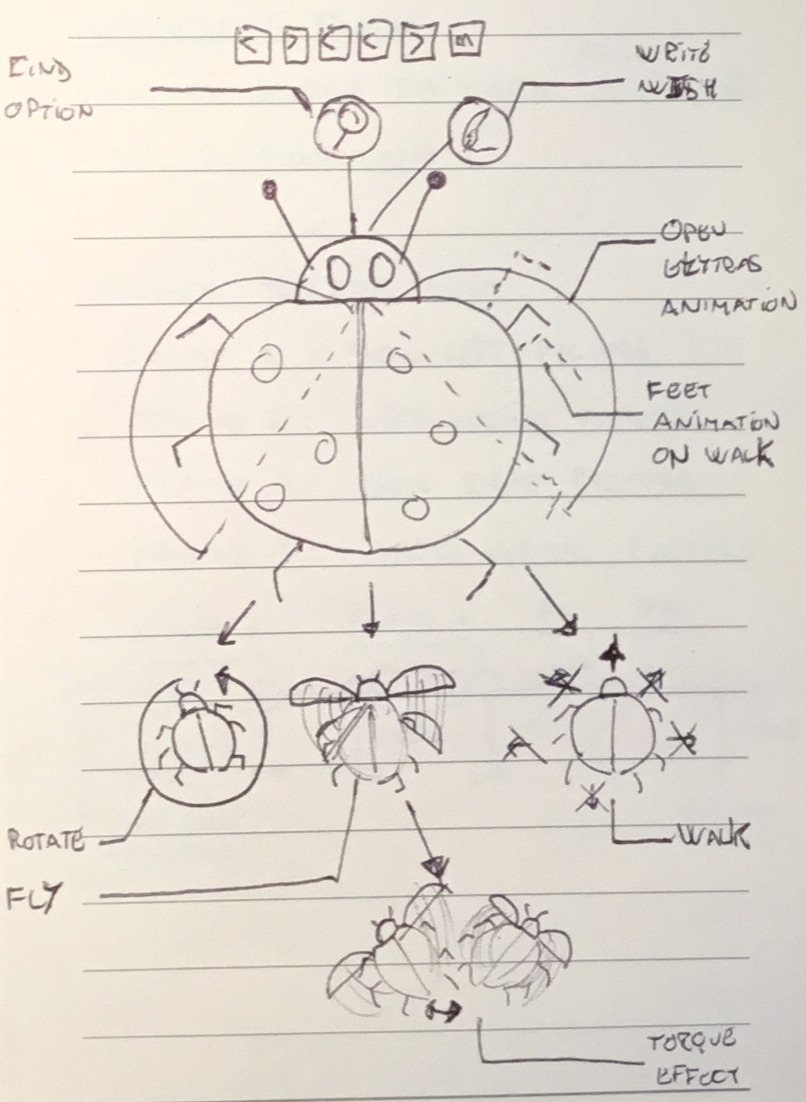 < > < < > m
FIND
OPTION
WRITE
WISH
OPEN
ELYTRAS
ANIMATION
FEET
ANIMATION
ON WALK
ROTATE
WALK
FLY
TORQUE
EFFECT